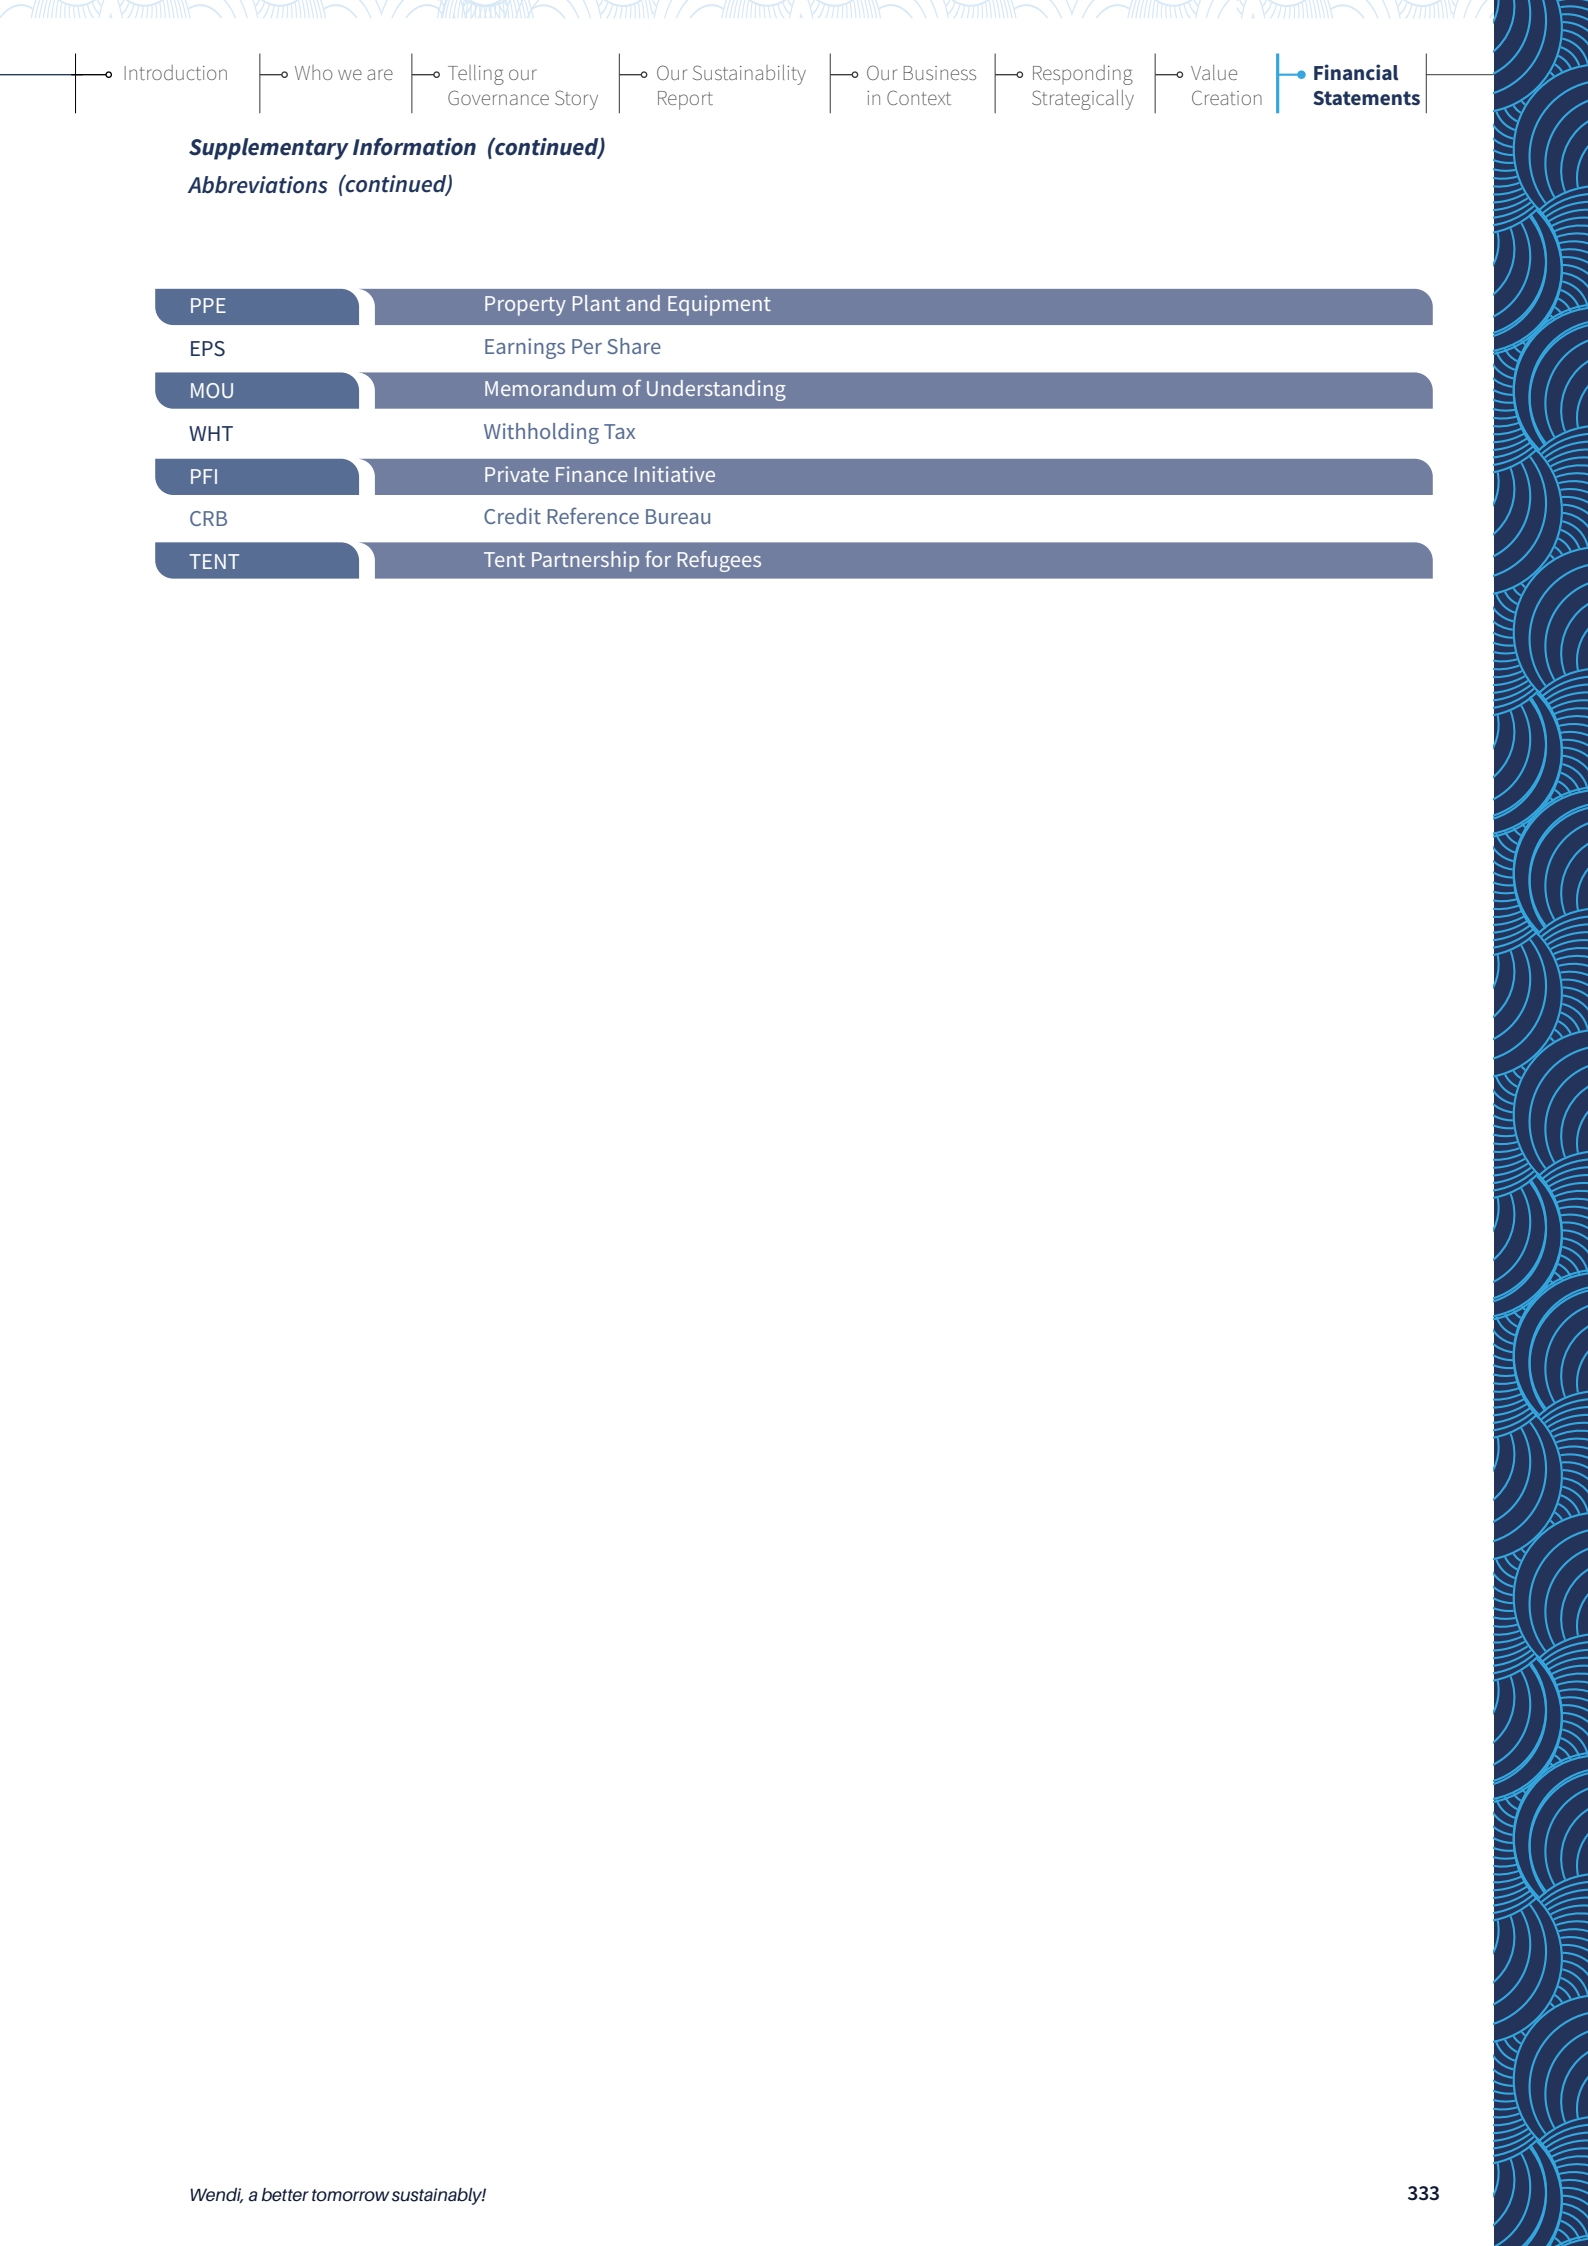 Introduction
Who we are
Telling our
Governance Story
Our Sustainability
Report
Our Business
in Context
Responding
Strategically
Value
Creation
Financial
Statements
Supplementary Information (continued)
Abbreviations (continued)
PPE Property Plant and Equipment
EPS Earnings Per Share
MOU Memorandum of Understanding
WHT Withholding Tax
PFI Private Finance Initiative
CRB Credit Reference Bureau
TENT Tent Partnership for Refugees
Wendi, a better tomorrow sustainably!
333